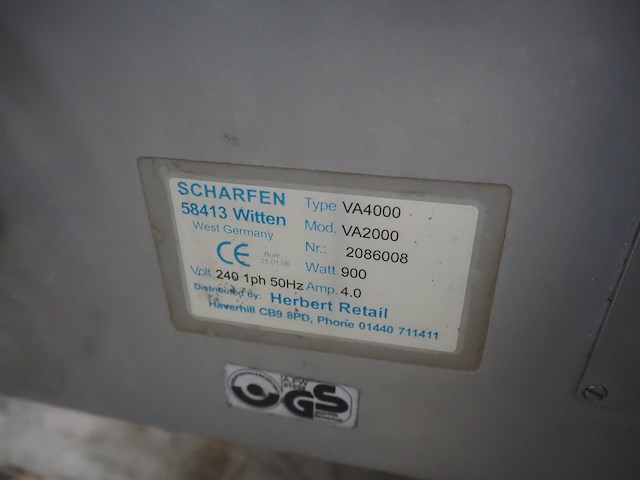 SCHARFEN
58413 Witten
West Germany
CE
Built
Type VA4000
Mod. VA2000
Nr.: 2086008
Watt 900
Volt 240 1ph 50Hz Amp. 4.0
Distributed by: Herbert Retail
Haverhill CB9 8PD, Phone 01440 711411
GS